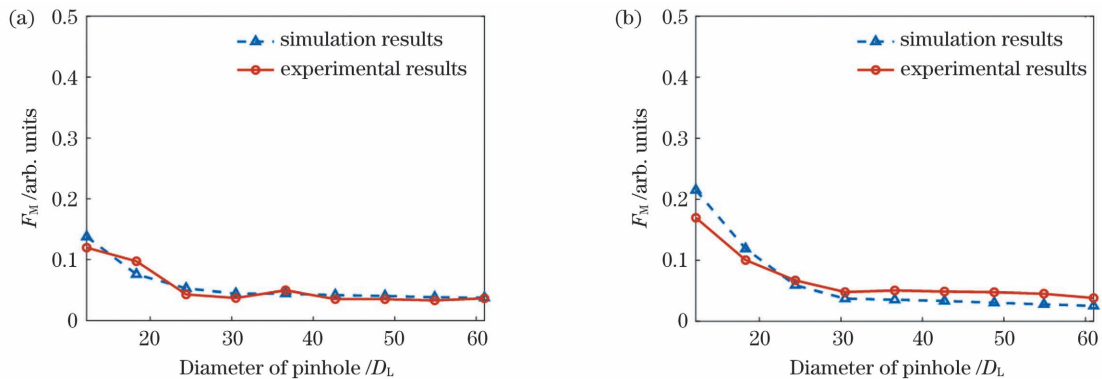 (a)
0.5
0.4
0.3
0.2
0.1
0
F_M /arb. units
simulation results
experimental results
20 30 40 50 60
Diameter of pinhole /D_L
(b)
0.5
0.4
0.3
0.2
0.1
0
F_M /arb. units
simulation results
experimental results
20 30 40 50 60
Diameter of pinhole /D_L